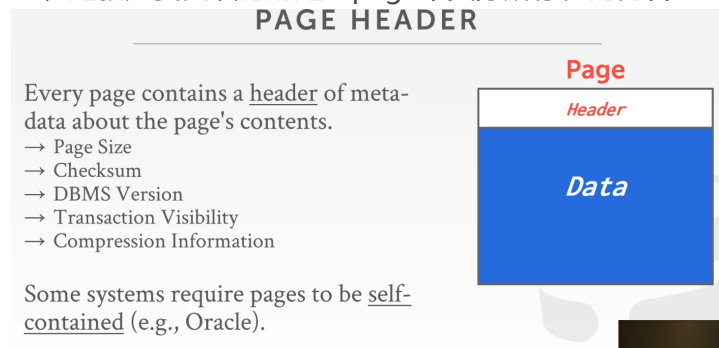 PAGE HEADER
Every page contains a header of meta-
data about the page's contents.
→ Page Size
→ Checksum
→ DBMS Version
→ Transaction Visibility
→ Compression Information
Some systems require pages to be self-
contained (e.g., Oracle).
Page
Header
Data